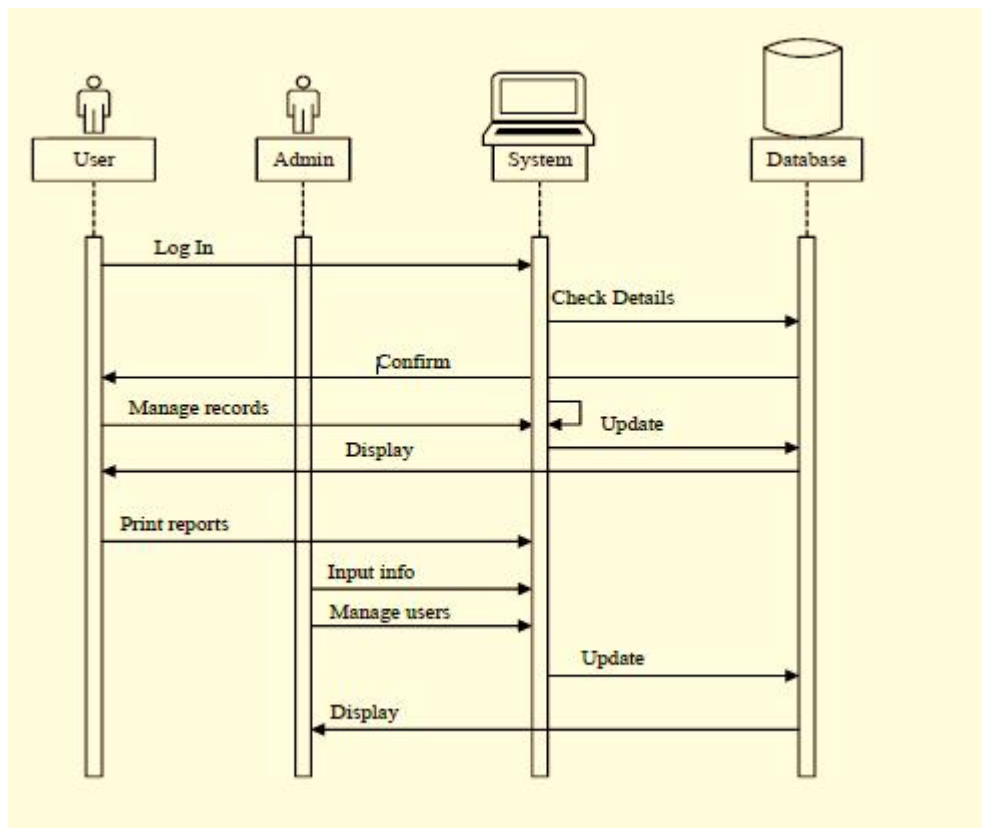 User
Admin
System
Database
Log In
Check Details
Confirm
Manage records
Update
Display
Print reports
Input info
Manage users
Update
Display